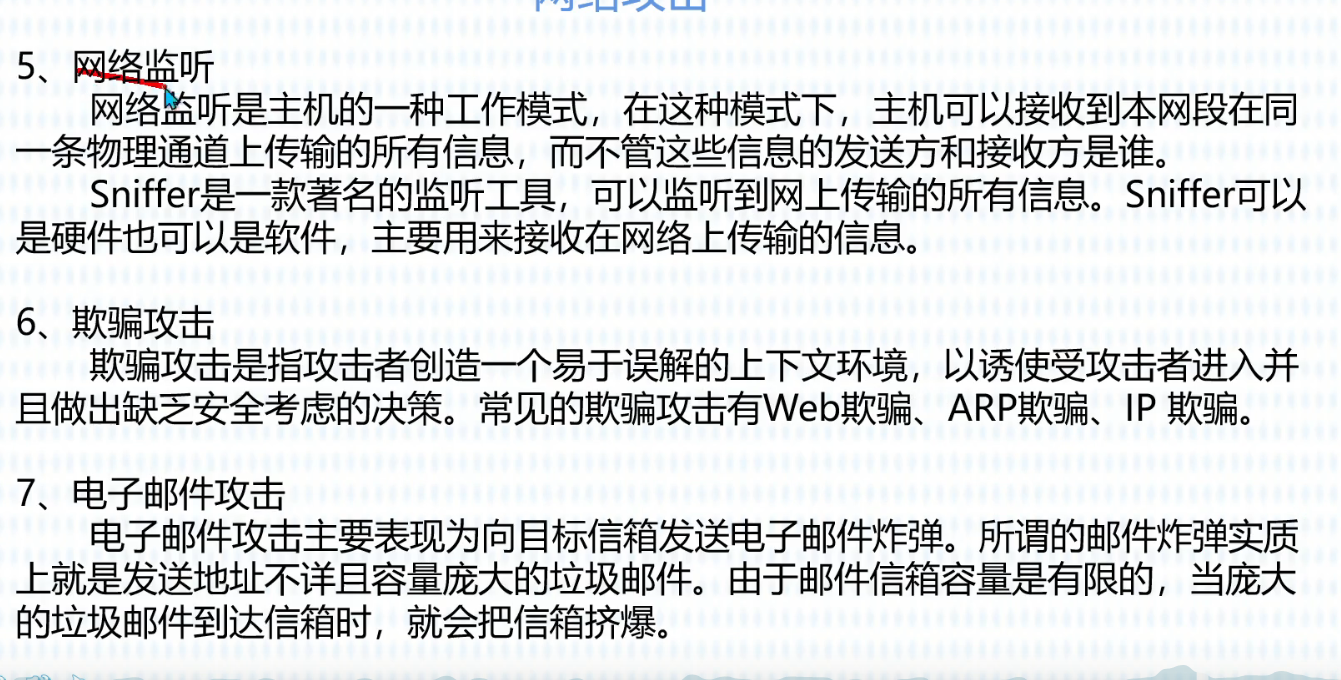 网络攻击
5、网络监听
网络监听是主机的一种工作模式，在这种模式下，主机可以接收到本网段在同
一条物理通道上传输的所有信息，而不管这些信息的发送方和接收方是谁。
Sniffer是一款著名的监听工具，可以监听到网上传输的所有信息。Sniffer可以
是硬件也可以是软件，主要用来接收在网络上传输的信息。
6、欺骗攻击
欺骗攻击是指攻击者创造一个易于误解的上下文环境，以诱使受攻击者进入并
且做出缺乏安全考虑的决策。常见的欺骗攻击有Web欺骗、ARP欺骗、IP 欺骗。
7、电子邮件攻击
电子邮件攻击主要表现为向目标信箱发送电子邮件炸弹。所谓的邮件炸弹实质
上就是发送地址不详且容量庞大的垃圾邮件。由于邮件信箱容量是有限的，当庞大
的垃圾邮件到达信箱时，就会把信箱挤爆。